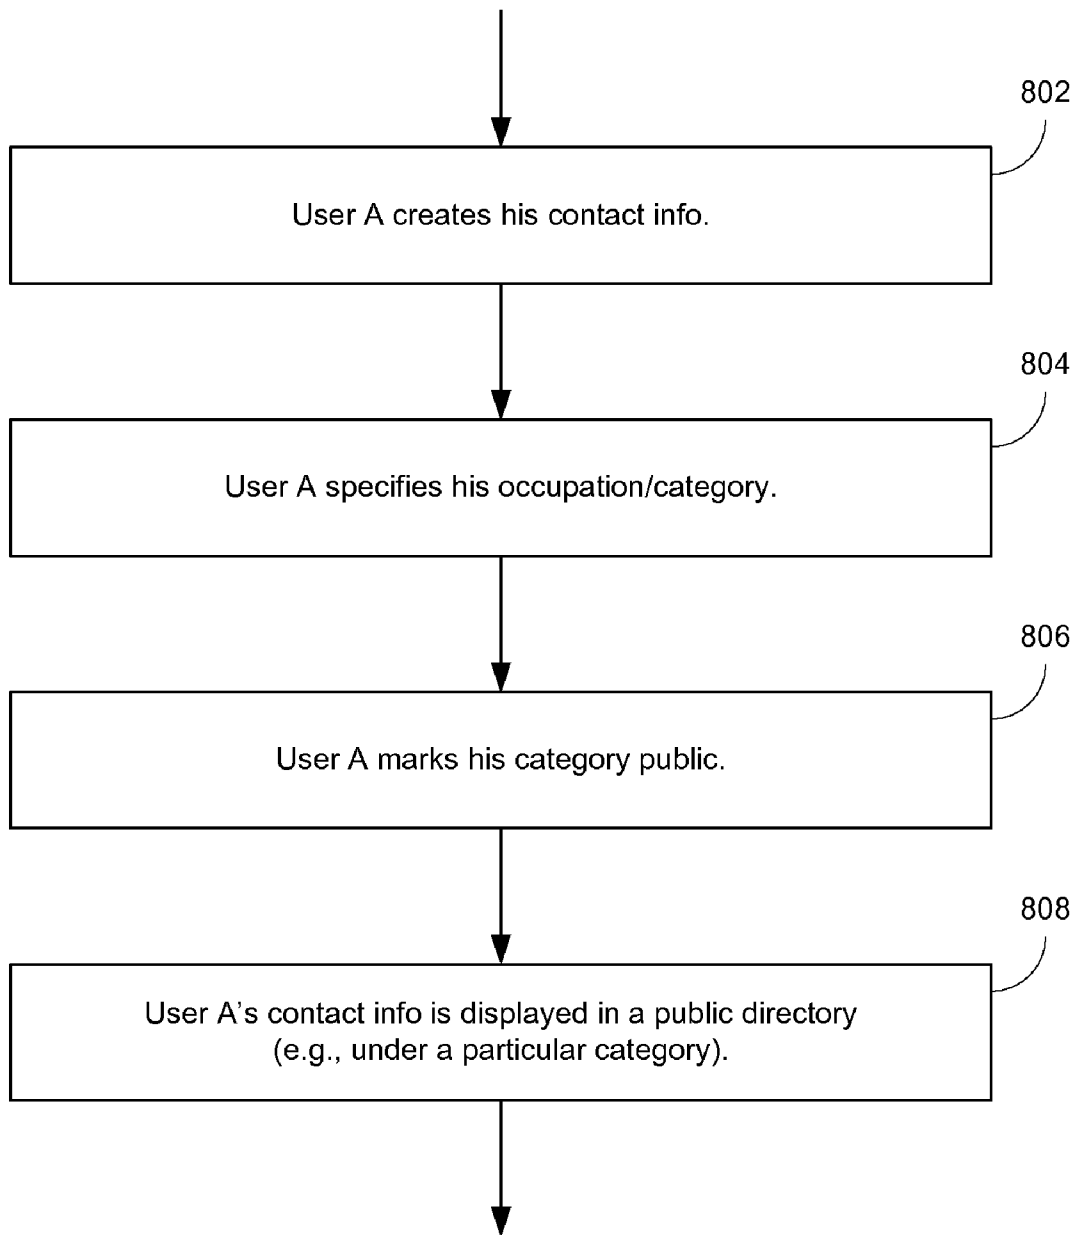 802
User A creates his contact info.
804
User A specifies his occupation/category.
806
User A marks his category public.
808
User A’s contact info is displayed in a public directory
(e.g., under a particular category).